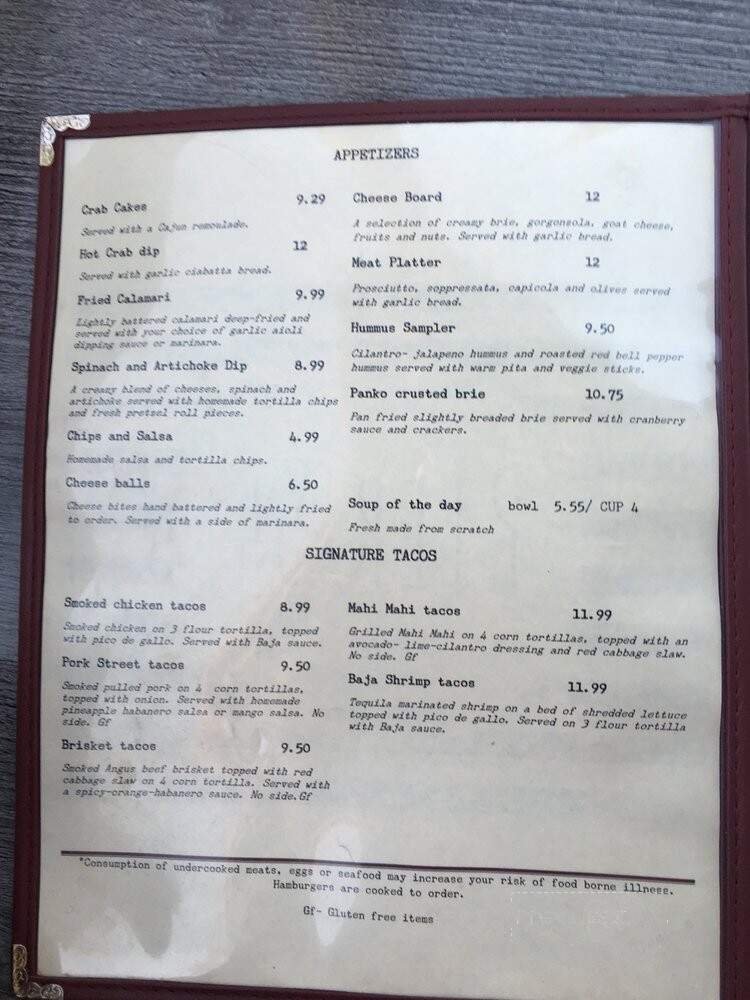 APPETIZERS
Crab Cakes 9.29
Served with a Cajun remoulade.
Hot Crab dip 12
Served with garlic ciabatta bread.
Fried Calamari 9.99
Lightly battered calamari deep-fried and
served with your choice of garlic aioli
dipping sauce or marinara.
Spinach and Artichoke Dip 8.99
A creamy blend of cheeses, spinach and
artichoke served with homemade tortilla chips
and fresh pretzel roll pieces.
Chips and Salsa 4.99
Homemade salsa and tortilla chips.
Cheese balls 6.50
Cheese bites hand battered and lightly fried
to order. Served with a side of marinara.
Cheese Board 12
A selection of creamy brie, gorgonzola, goat cheese,
fruits and nuts. Served with garlic bread.
Meat Platter 12
Prosciutto, soppressata, capicola and olives served
with garlic bread.
Hummus Sampler 9.50
Cilantro- jalapeno hummus and roasted red bell pepper
hummus served with warm pita and veggie sticks.
Panko crusted brie 10.75
Pan fried slightly breaded brie served with cranberry
sauce and crackers.
Soup of the day bowl 5.55/ CUP 4
Fresh made from scratch
SIGNATURE TACOS
Smoked chicken tacos 8.99
Smoked chicken on 3 flour tortilla, topped
with pico de gallo. Served with Baja sauce.
Pork Street tacos 9.50
Smoked pulled pork on 4 corn tortillas,
topped with onion. Served with homemade
pineapple habanero salsa or mango salsa. No
side. Gf
Brisket tacos 9.50
Smoked Angus beef brisket topped with red
cabbage slaw on 4 corn tortilla. Served with
a spicy-orange-habanero sauce. No side.Gf
Mahi Mahi tacos 11.99
Grilled Mahi Mahi on 4 corn tortillas, topped with an
avocado- lime-cilantro dressing and red cabbage slaw.
No side. Gf
Baja Shrimp tacos 11.99
Tequila marinated shrimp on a bed of shredded lettuce
topped with pico de gallo. Served on 3 flour tortilla
with Baja sauce.
*Consumption of undercooked meats, eggs or seafood may increase your risk of food borne illness.
Hamburgers are cooked to order.
Gf- Gluten free items